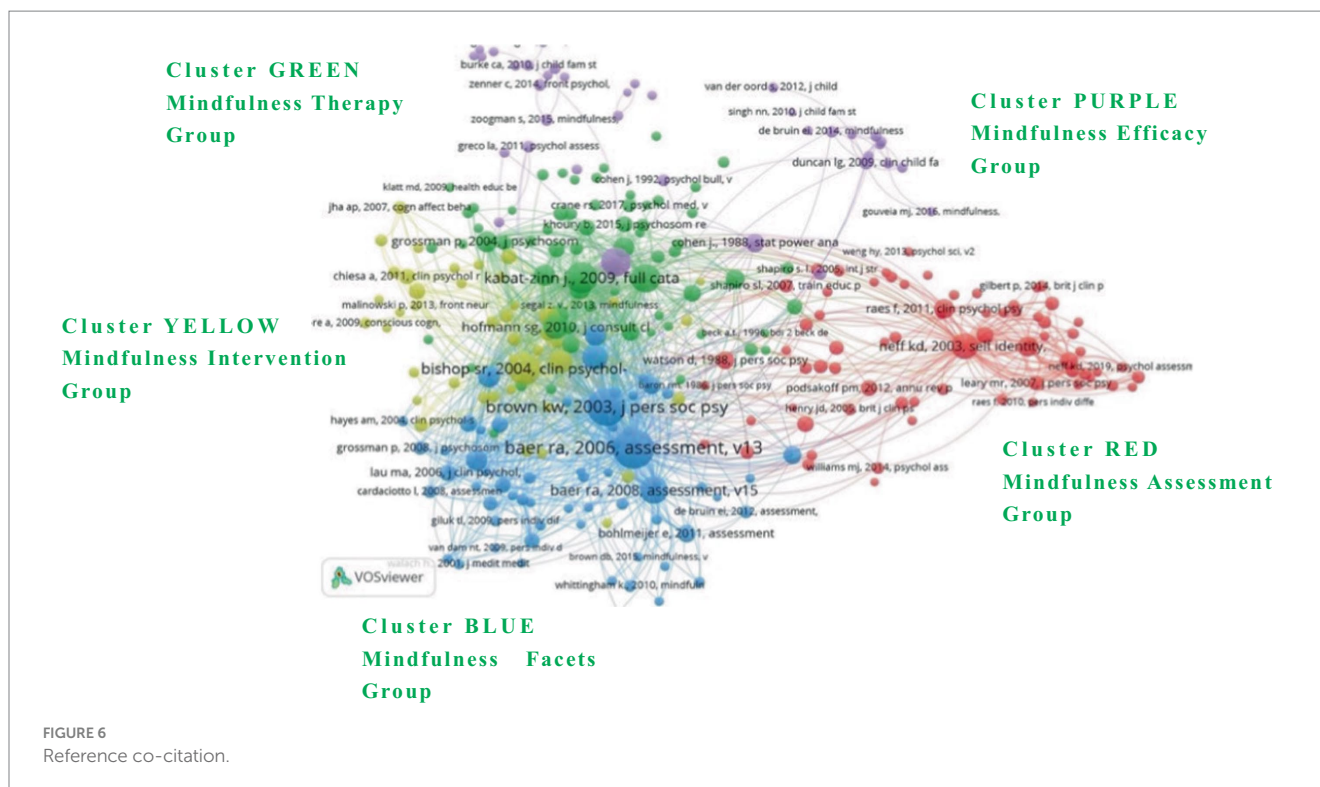 Cluster GREEN
Mindfulness Therapy
Group
Cluster PURPLE
Mindfulness Efficacy
Group
Cluster YELLOW
Mindfulness Intervention
Group
Cluster RED
Mindfulness Assessment
Group
Cluster BLUE
Mindfulness Facets
Group
burke ca, 2010, j child fam st
zenner c, 2014, front psychol,
zoogman s, 2015, mindfulness,
greco la, 2011, psychol assess
van der oord s, 2012, j child
singh nn, 2010, j child fam st
de bruin ei, 2014, mindfulness
duncan lg, 2009, clin child fa
gouveia mj, 2016, mindfulness,
cohen j, 1992, psychol bull, v
klatt md, 2009, health educ be
jha ap, 2007, cogn affect beha
crane rs, 2017, psychol med, v
khoury b, 2015, j psychosom re
grossman p, 2004, j psychosom
cohen j., 1988, stat power ana
weng hy, 2013, psychol sci, v2
chiesa a, 2011, clin psychol r
kabat-zinn j., 2009, full cata
shapiro s. l., 2005, int j str
shapiro sl, 2007, train educ p
gilbert p, 2014, brit j clin p
malinowski p, 2013, front neur
segal z. v., 2013, mindfulness
raes f, 2011, clin psychol psy
re a, 2009, conscious cogn,
hofmann sg, 2010, j consult cl
beck a.t., 1996, bdi 2 beck de
neff kd, 2003, self identity,
bishop sr, 2004, clin psychol-
watson d, 1988, j pers soc psy
neff kd, 2019, psychol assessm
baron rm, 1986, j pers soc psy
podsakoff pm, 2012, annu rev p
leary mr, 2007, j pers soc psy
brown kw, 2003, j pers soc psy
henry jd, 2005, brit j clin ps
raes f, 2010, pers indiv diffe
hayes am, 2004, clin psychol-s
grossman p, 2008, j psychosom
baer ra, 2006, assessment, v13
williams mj, 2014, psychol ass
lau ma, 2006, j clin psychol,
cardaciotto l, 2008, assessmen
baer ra, 2008, assessment, v15
de bruin ei, 2012, assessment,
giluk tl, 2009, pers indiv dif
bohlmeijer e, 2011, assessment
van dam nt, 2009, pers indiv d
brown db, 2015, mindfulness, v
walach h, 2001, j medit medit
whittingham k., 2010, mindfuln
VOSviewer
FIGURE 6
Reference co-citation.